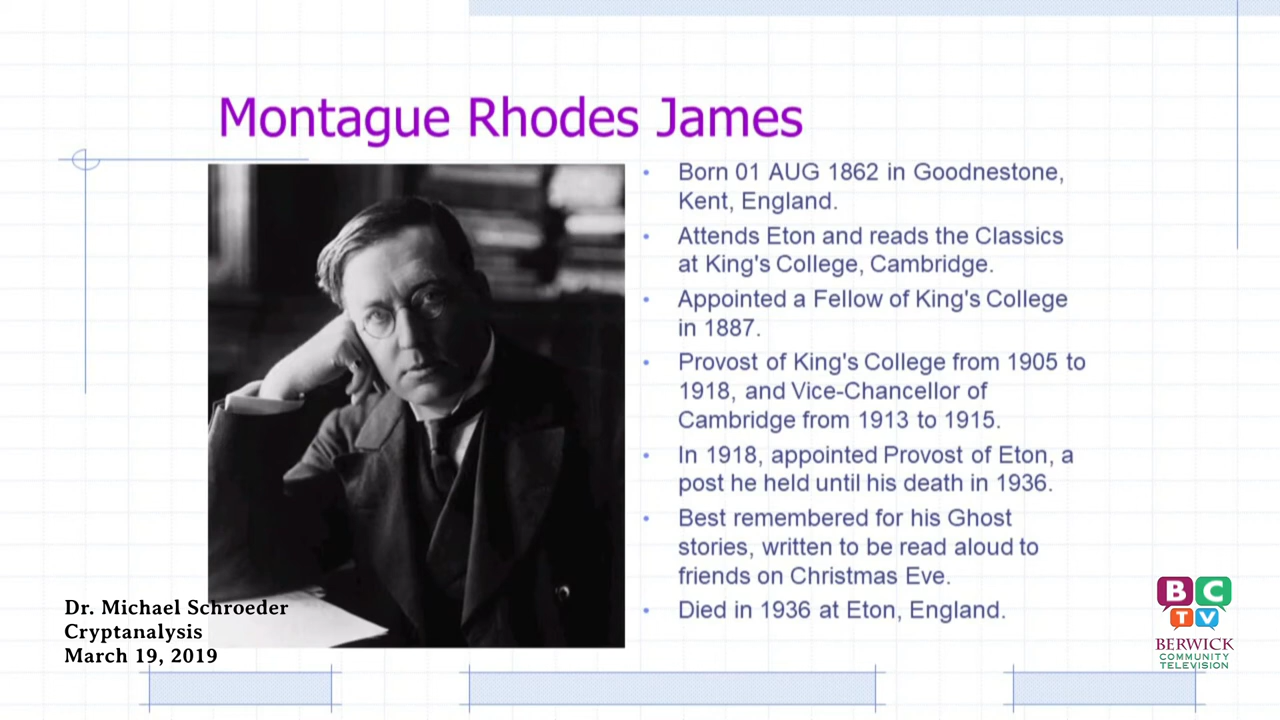 Montague Rhodes James
• Born 01 AUG 1862 in Goodnestone,
Kent, England.
• Attends Eton and reads the Classics
at King's College, Cambridge.
• Appointed a Fellow of King's College
in 1887.
• Provost of King's College from 1905 to
1918, and Vice-Chancellor of
Cambridge from 1913 to 1915.
• In 1918, appointed Provost of Eton, a
post he held until his death in 1936.
• Best remembered for his Ghost
stories, written to be read aloud to
friends on Christmas Eve.
• Died in 1936 at Eton, England.
Dr. Michael Schroeder
Cryptanalysis
March 19, 2019
BC
TV
BERWICK
COMMUNITY
TELEVISION